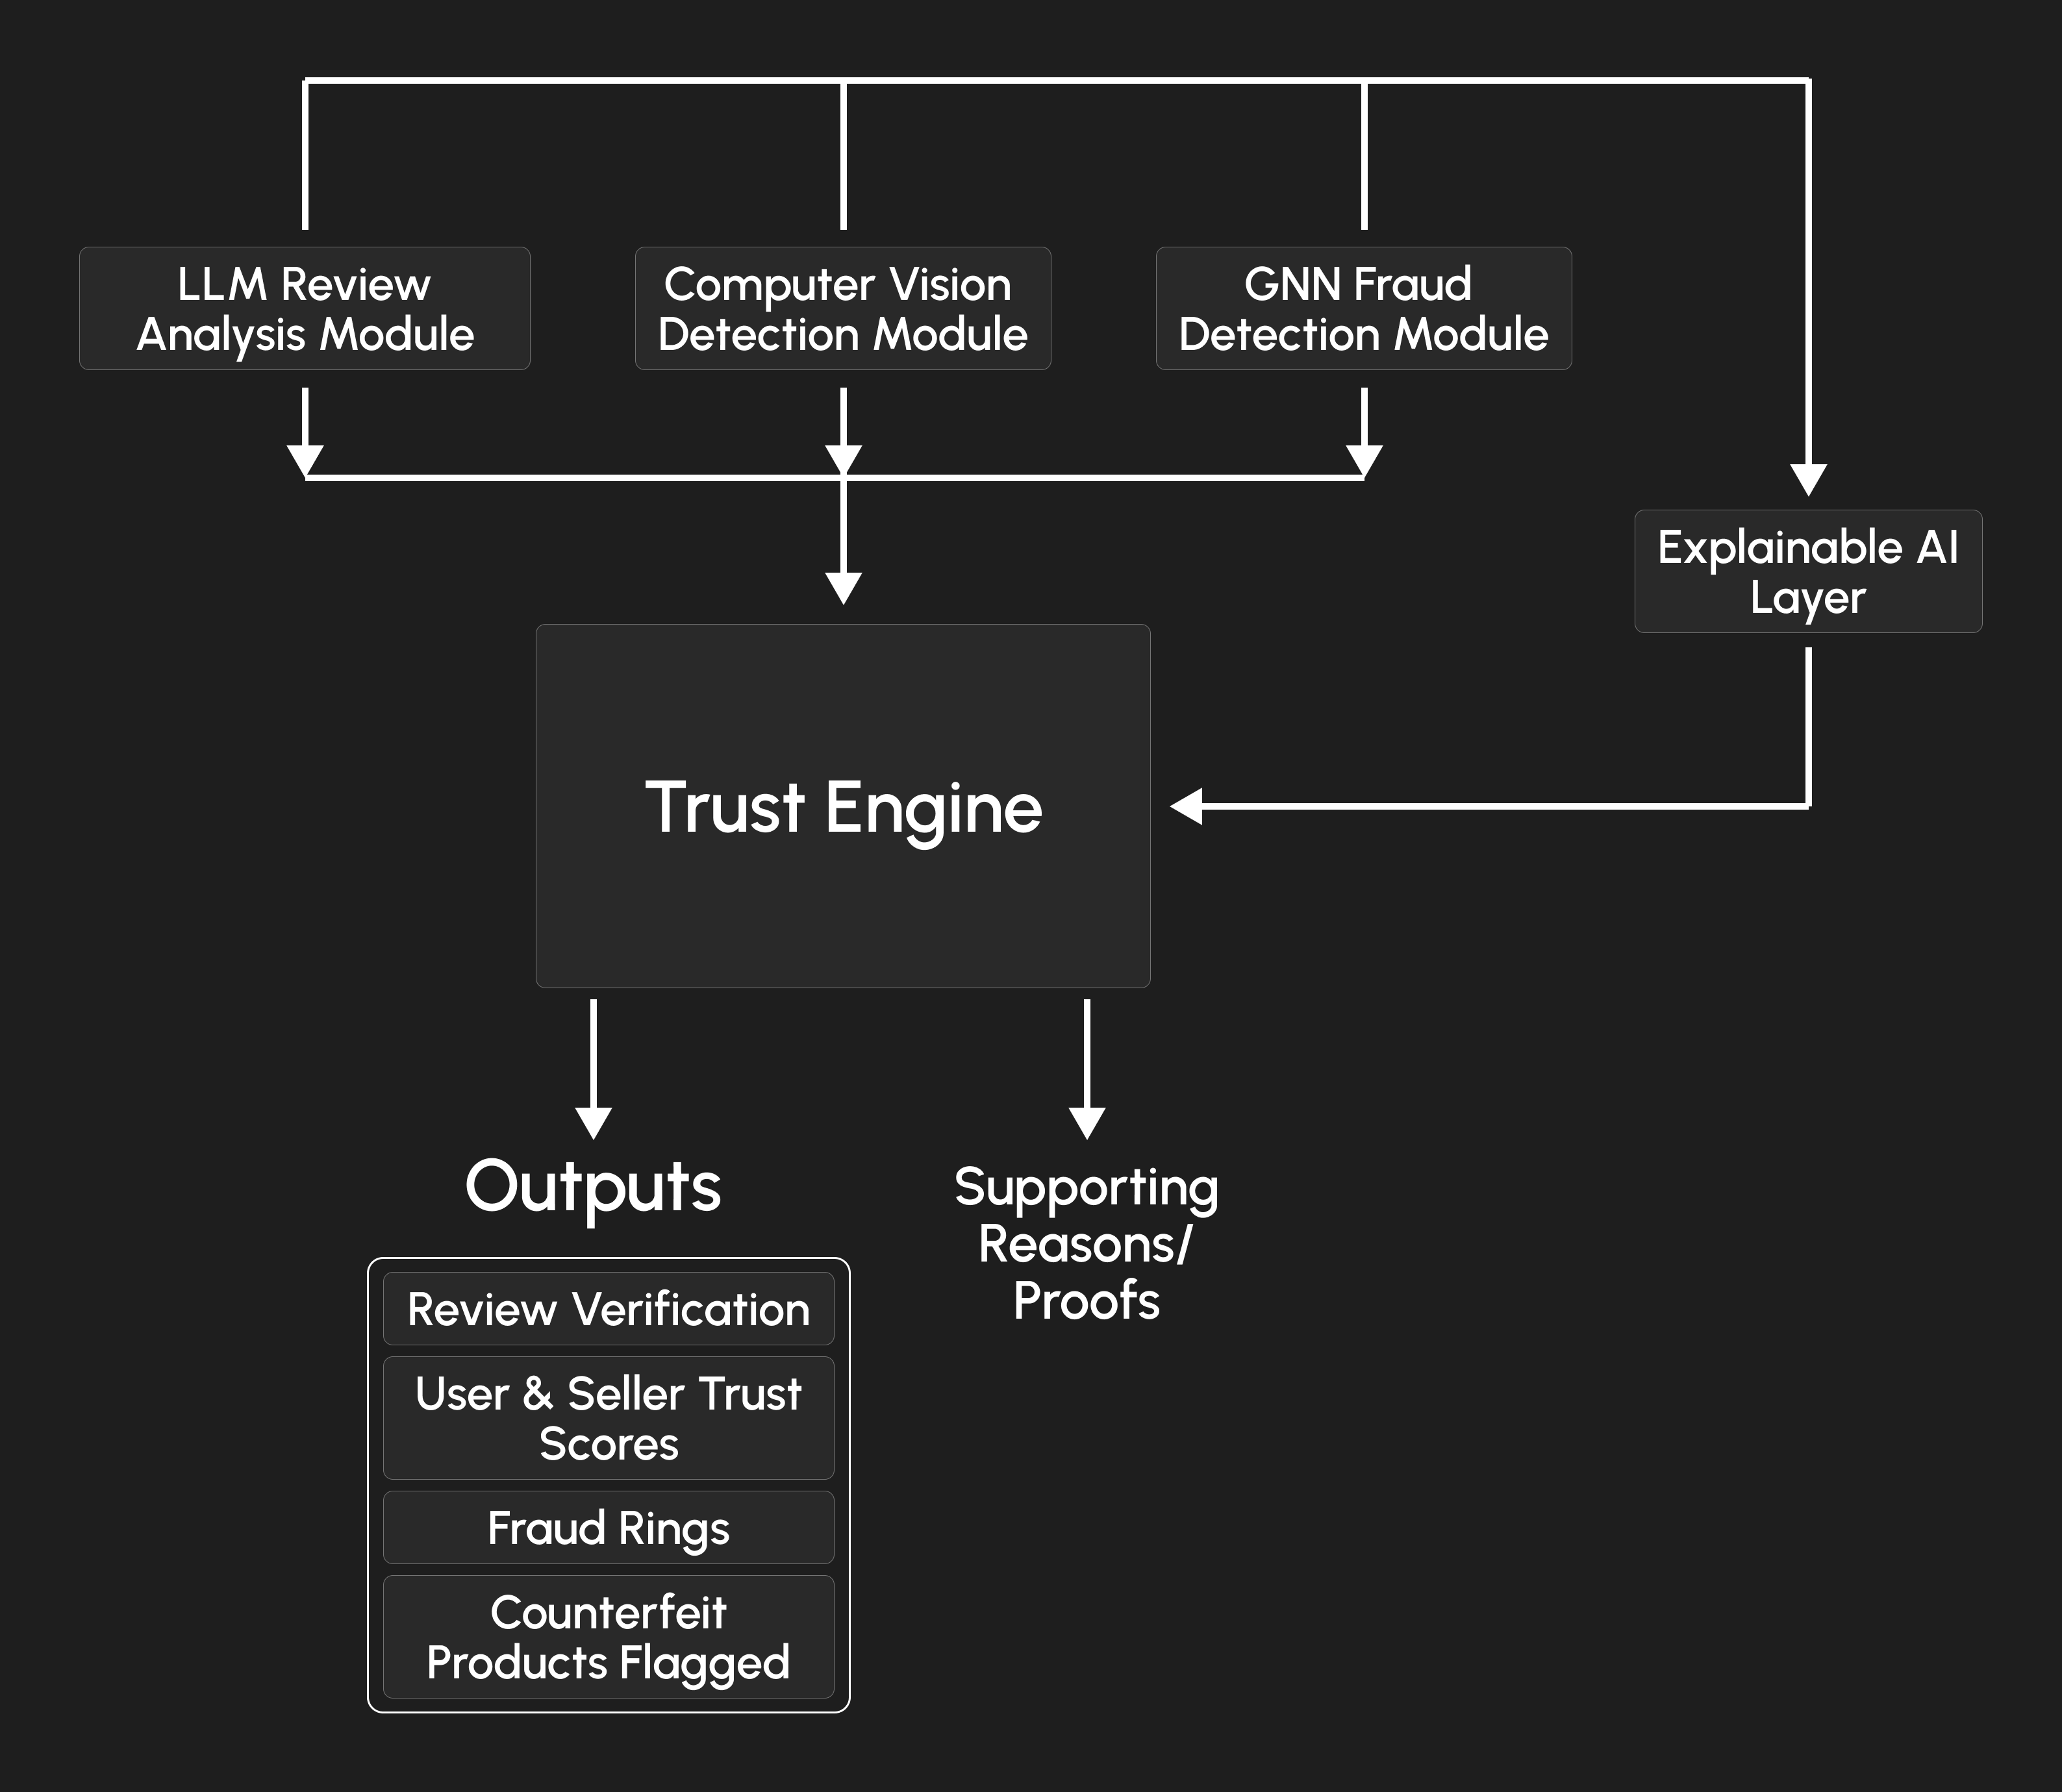 LLM Review
Analysis Module
Computer Vision
Detection Module
GNN Fraud
Detection Module
Explainable AI
Layer
Trust Engine
Outputs
Review Verification
User & Seller Trust
Scores
Fraud Rings
Counterfeit
Products Flagged
Supporting
Reasons/
Proofs